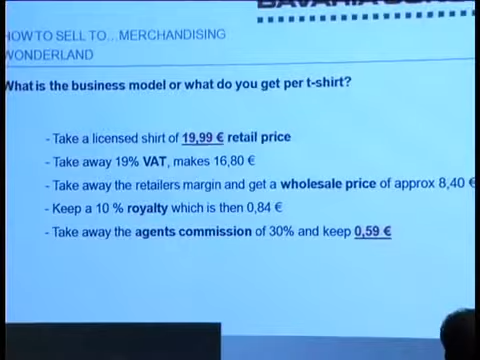 BAVARIA
HOW TO SELL TO...MERCHANDISING
WONDERLAND
What is the business model or what do you get per t-shirt?
- Take a licensed shirt of 19,99 € retail price
- Take away 19% VAT, makes 16,80 €
- Take away the retailers margin and get a wholesale price of approx 8,40 €
- Keep a 10 % royalty which is then 0,84 €
- Take away the agents commission of 30% and keep 0,59 €